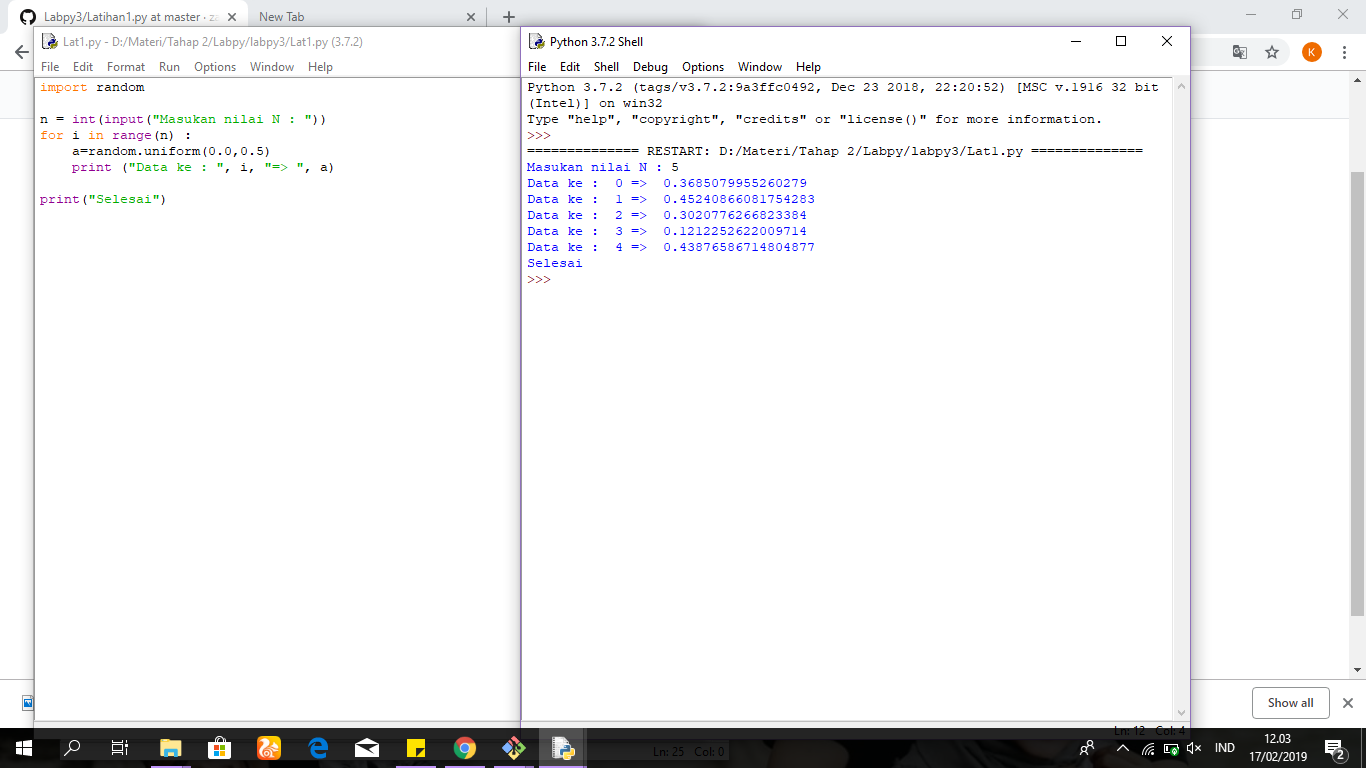 Labpy3/Latihan1.py at master · za
New Tab
Lat1.py - D:/Materi/Tahap 2/Labpy/labpy3/Lat1.py (3.7.2)
File Edit Format Run Options Window Help
import random
n = int(input("Masukan nilai N : "))
for i in range(n) :
    a=random.uniform(0.0,0.5)
    print ("Data ke : ", i, "=> ", a)
print("Selesai")
Python 3.7.2 Shell
File Edit Shell Debug Options Window Help
Python 3.7.2 (tags/v3.7.2:9a3ffc0492, Dec 23 2018, 22:20:52) [MSC v.1916 32 bit
(Intel)] on win32
Type "help", "copyright", "credits" or "license()" for more information.
>>>
============== RESTART: D:/Materi/Tahap 2/Labpy/labpy3/Lat1.py ==============
Masukan nilai N : 5
Data ke :  0 =>  0.3685079955260279
Data ke :  1 =>  0.45240866081754283
Data ke :  2 =>  0.3020776266823384
Data ke :  3 =>  0.1212252622009714
Data ke :  4 =>  0.43876586714804877
Selesai
>>>
K
Show all
Ln: 12 Col: 4
Ln: 25 Col: 0
IND
12.03
17/02/2019
2